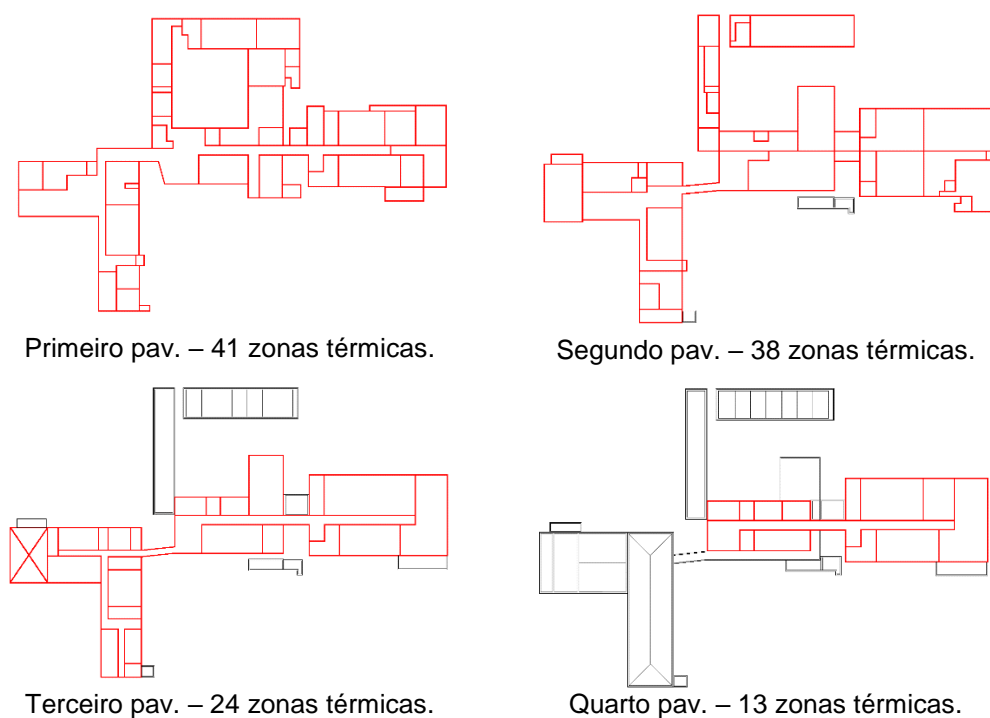 Primeiro pav. – 41 zonas térmicas.
Segundo pav. – 38 zonas térmicas.
Terceiro pav. – 24 zonas térmicas.
Quarto pav. – 13 zonas térmicas.